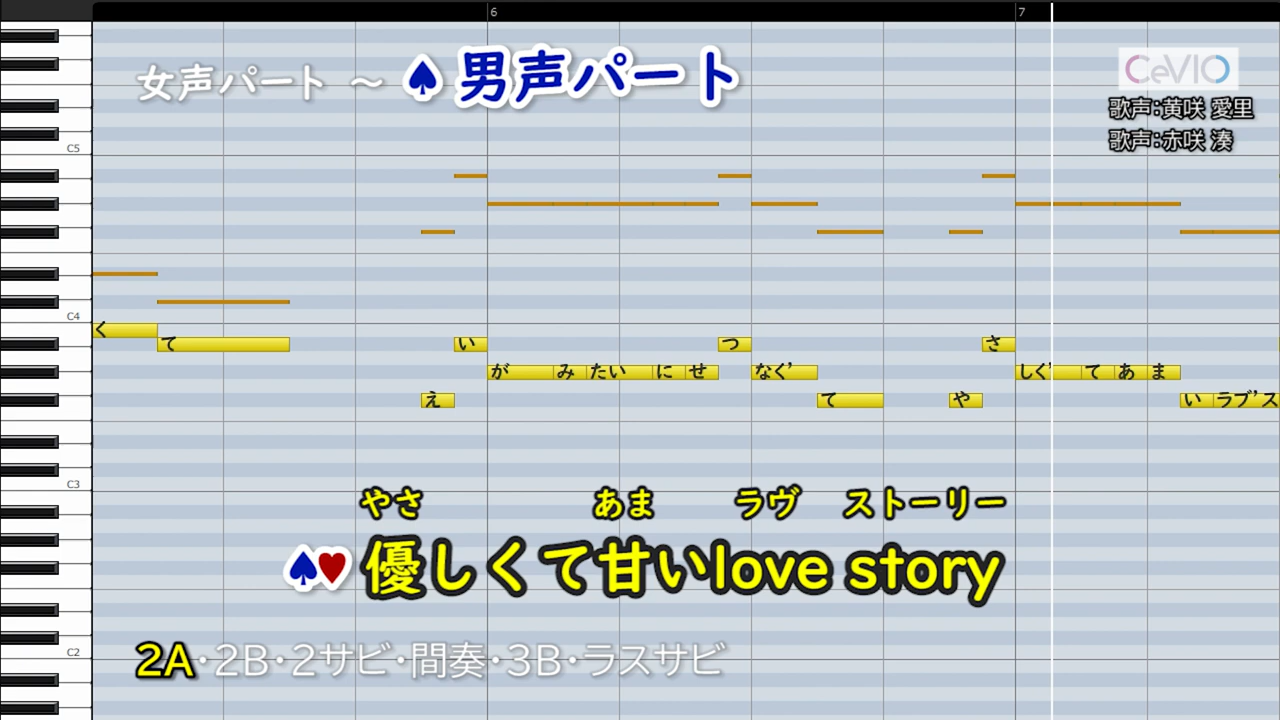 6 7
女声パート ～ ♠男声パート
CeVIO
歌声:黄咲 愛里
歌声:赤咲 湊
C5
C4
く
て
い
つ
さ
が み たい に せ なぐ’ しぐ’ て あ ま
え て や い ラブ’ス
C3
やさ あま ラヴ ストーリー
♠♥優しくて甘いlove story
C2
2A・2B・2サビ・間奏・3B・ラスサビ